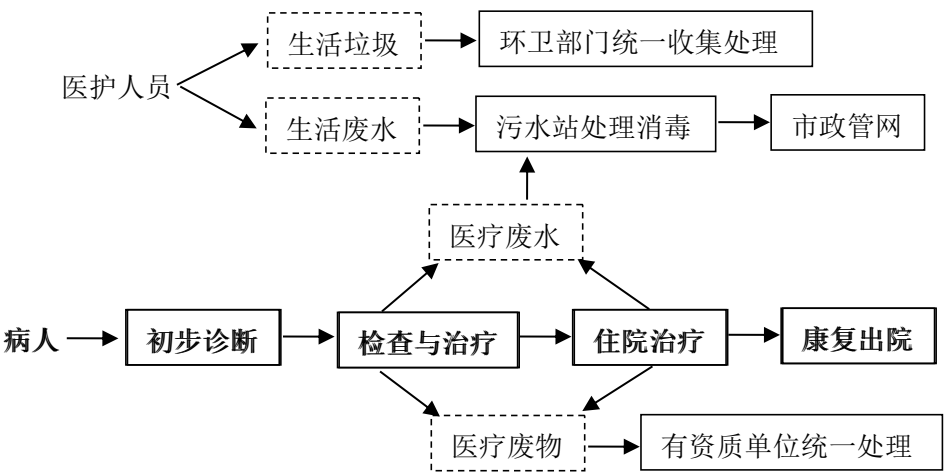 生活垃圾
环卫部门统一收集处理
医护人员
生活废水
污水站处理消毒
市政管网
医疗废水
病人
初步诊断
检查与治疗
住院治疗
康复出院
医疗废物
有资质单位统一处理